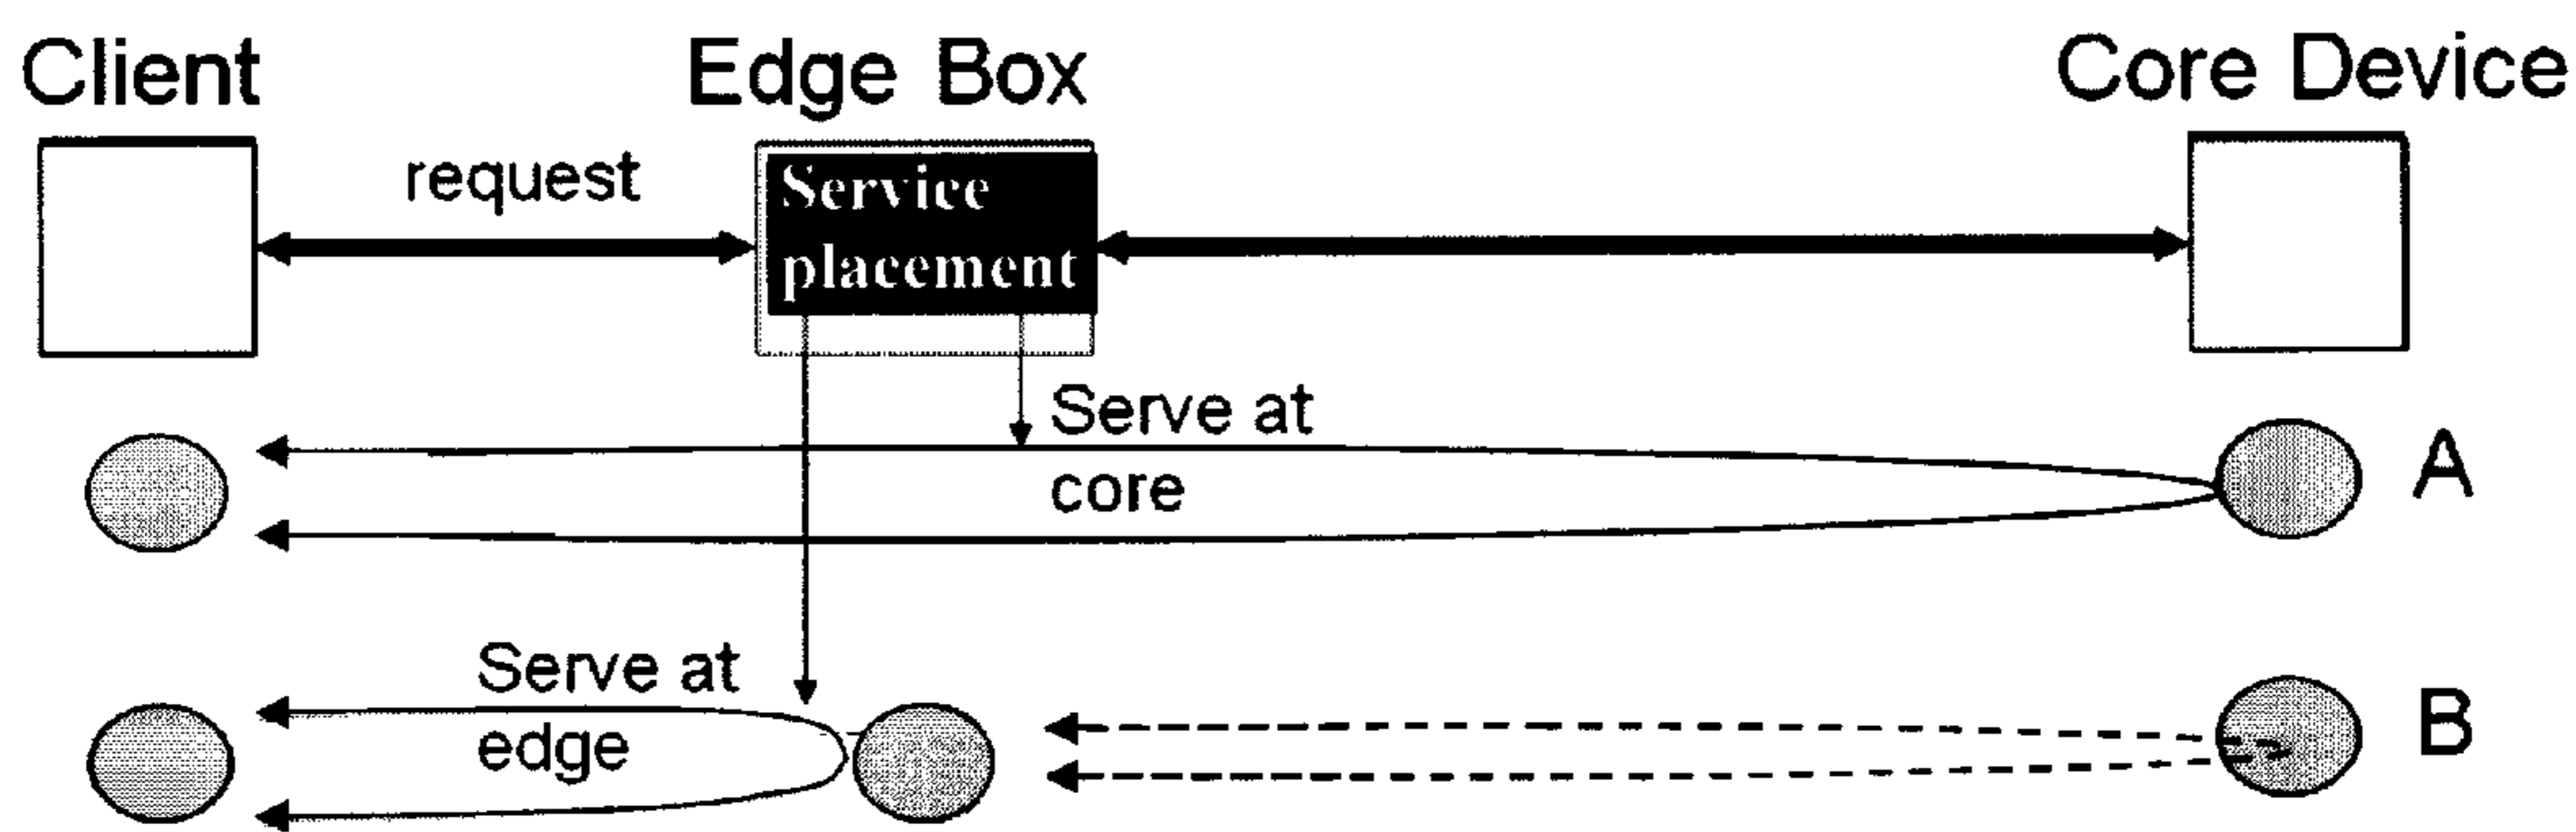 Client
Edge Box
Core Device
request
Service
placement
Serve at
core
A
Serve at
edge
B